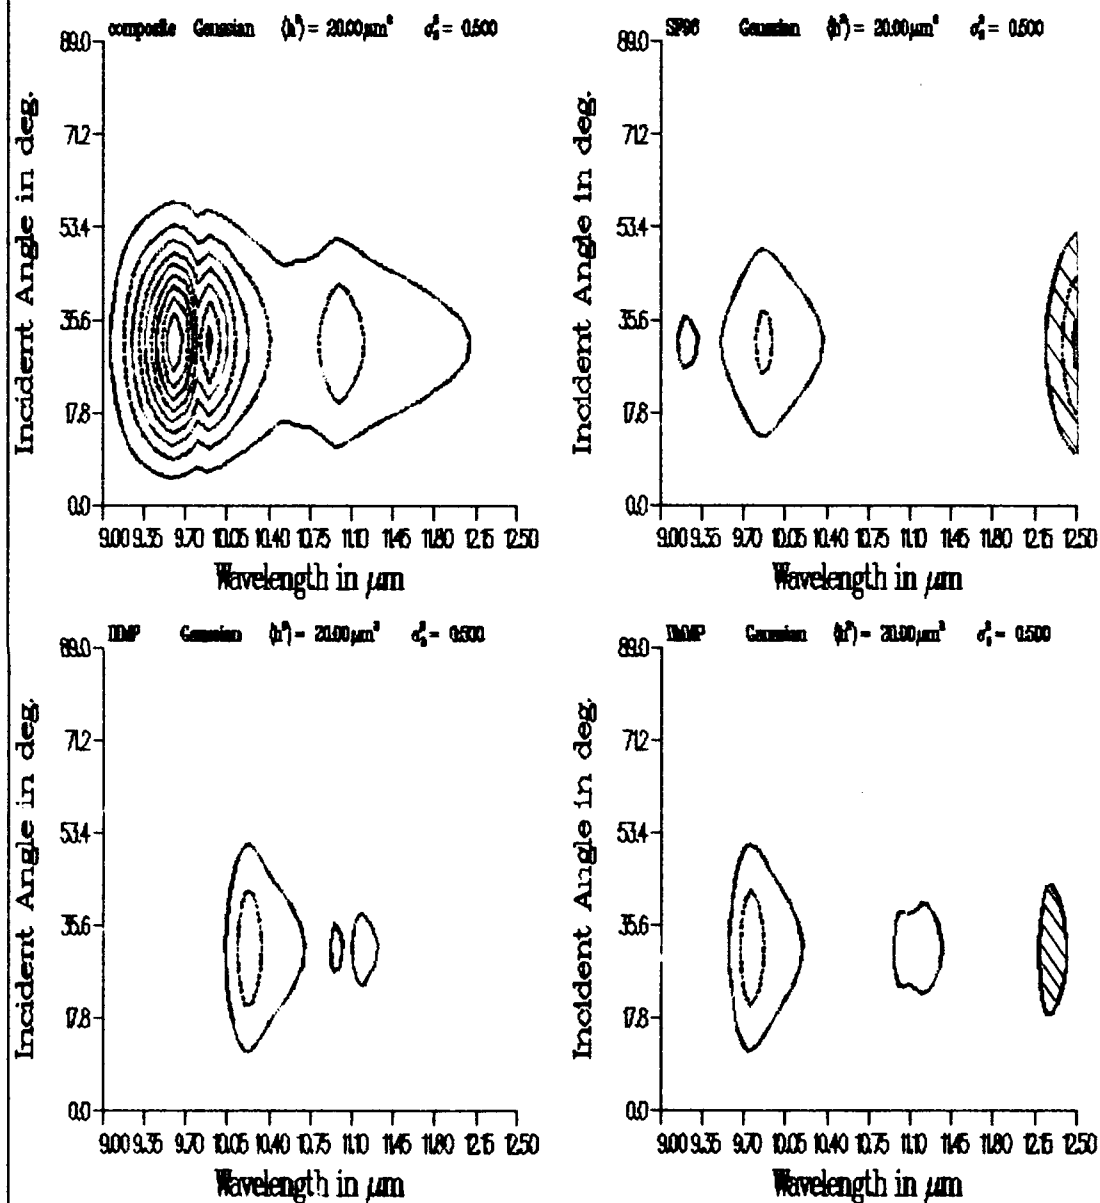 composite Gaussian ⟨h²⟩ = 20.00μm² σ²ₛ = 0.500
89.0
71.2
53.4
35.6
17.8
0.0
Incident Angle in deg.
9.00 9.35 9.70 10.05 10.40 10.75 11.10 11.45 11.80 12.15 12.50
Wavelength in μm
SF96 Gaussian ⟨h²⟩ = 20.00μm² σ²ₛ = 0.500
89.0
71.2
53.4
35.6
17.8
0.0
Incident Angle in deg.
9.00 9.35 9.70 10.05 10.40 10.75 11.10 11.45 11.80 12.15 12.50
Wavelength in μm
Gaussian ⟨h²⟩ = 20.00μm² σ²ₛ = 0.500
89.0
71.2
53.4
35.6
17.8
0.0
Incident Angle in deg.
9.00 9.35 9.70 10.05 10.40 10.75 11.10 11.45 11.80 12.15 12.50
Wavelength in μm
DMMP Gaussian ⟨h²⟩ = 20.00μm² σ²ₛ = 0.500
89.0
71.2
53.4
35.6
17.8
0.0
Incident Angle in deg.
9.00 9.35 9.70 10.05 10.40 10.75 11.10 11.45 11.80 12.15 12.50
Wavelength in μm